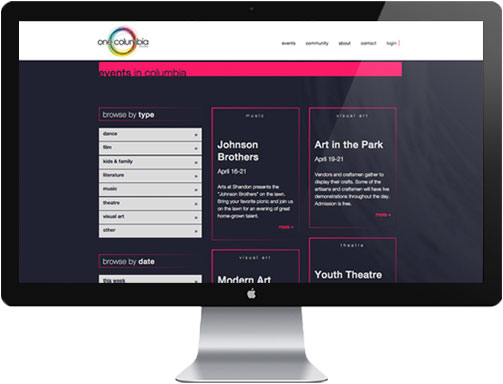 one columbia
events community about contact login
events in columbia
browse by type
dance »
film »
kids & family »
literature »
music »
theatre »
visual art »
other »
browse by date
this week »
music
Johnson
Brothers
April 16-21
Arts at Shandon presents the
"Johnson Brothers" on the lawn.
Bring your favorite picnic and join us
on the lawn for an evening of great
home-grown talent.
more »
visual art
Modern Art
visual art
Art in the Park
April 19-21
Vendors and craftsmen gather to
display their crafts. Some of the
artisans and craftsmen will have live
demonstrations throughout the day.
Admission is free.
more »
theatre
Youth Theatre